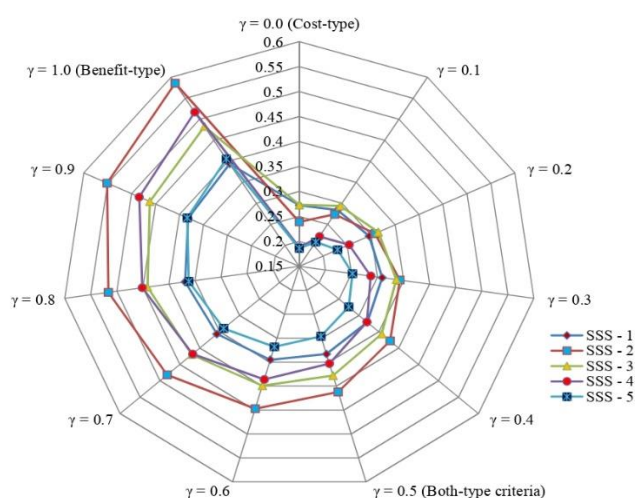 γ = 0.0 (Cost-type)
0.6
γ = 1.0 (Benefit-type)
0.55
γ = 0.1
0.5
0.45
0.4
γ = 0.9
0.35
γ = 0.2
0.3
0.25
0.2
0.15
γ = 0.8
γ = 0.3
SSS - 1
SSS - 2
SSS - 3
SSS - 4
SSS - 5
γ = 0.7
γ = 0.4
γ = 0.6
γ = 0.5 (Both-type criteria)